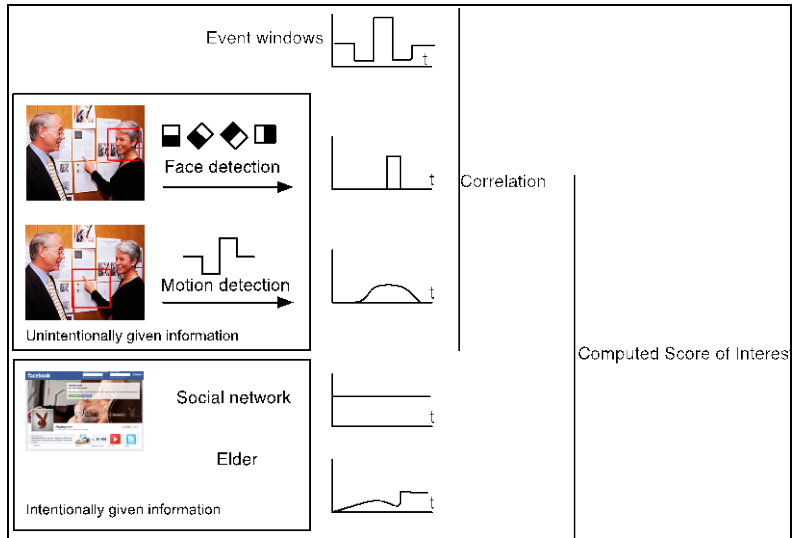 Event windows
t
Face detection
t
Correlation
Motion detection
t
Unintentionally given information
Computed Score of Interest
facebook
Social network
t
Elder
t
Intentionally given information